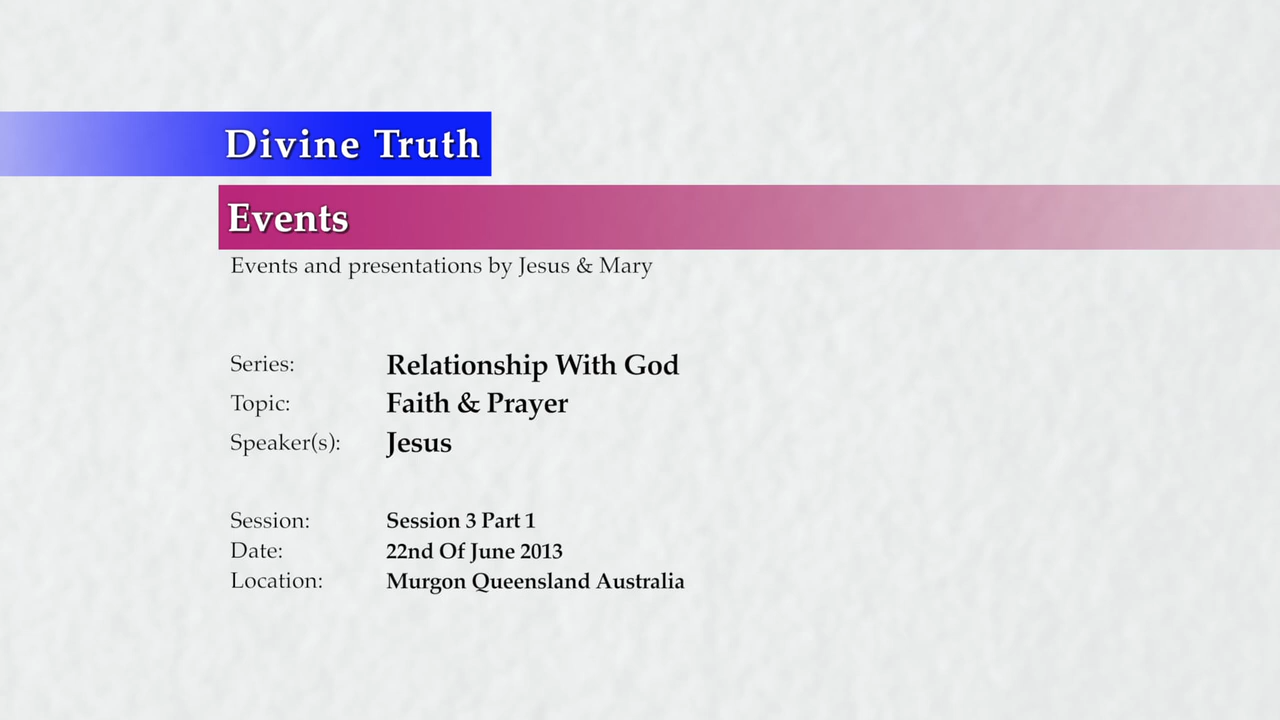 Divine Truth
Events
Events and presentations by Jesus & Mary
Series: Relationship With God
Topic: Faith & Prayer
Speaker(s): Jesus
Session: Session 3 Part 1
Date: 22nd Of June 2013
Location: Murgon Queensland Australia